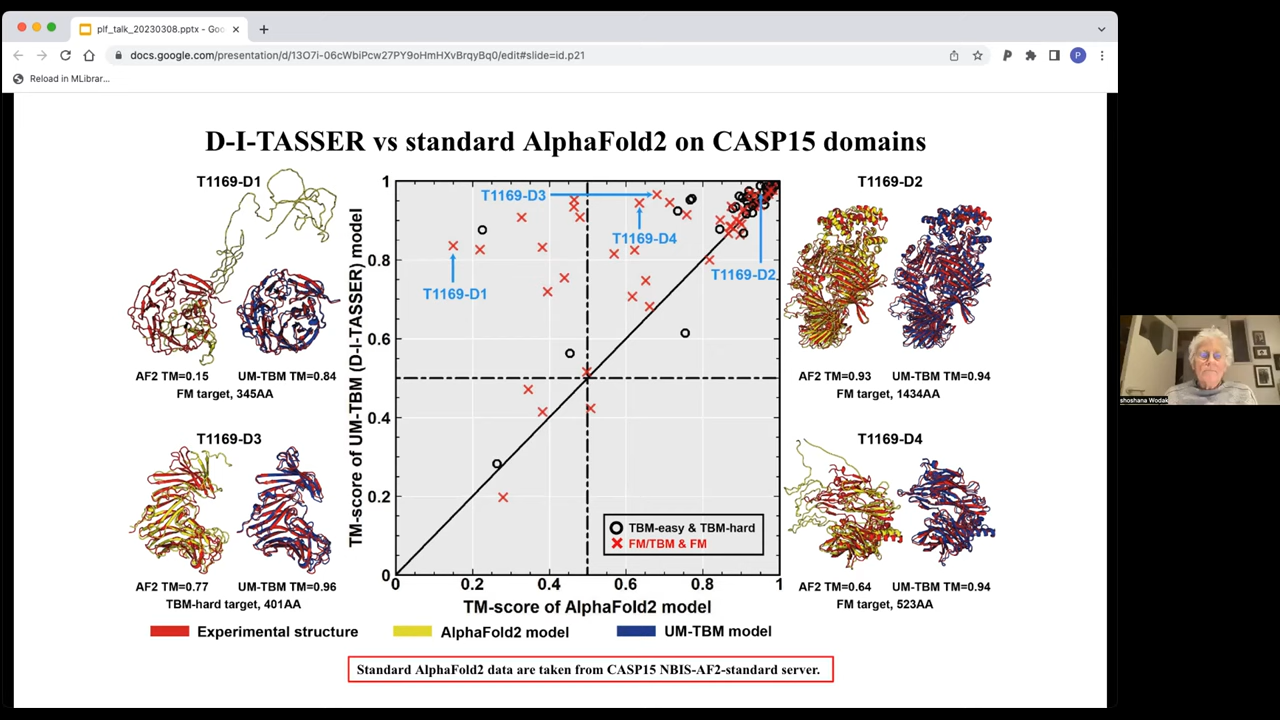 plf_talk_20230308.pptx - Goo
docs.google.com/presentation/d/13O7i-06cWbiPcw27PY9oHmHXvBrqyBq0/edit#slide=id.p21
P
Reload in MLibrar...
D-I-TASSER vs standard AlphaFold2 on CASP15 domains
T1169-D1
AF2 TM=0.15
UM-TBM TM=0.84
FM target, 345AA
T1169-D3
AF2 TM=0.77
UM-TBM TM=0.96
TBM-hard target, 401AA
TM-score of UM-TBM (D-I-TASSER) model
1
0.8
0.6
0.4
0.2
0
T1169-D3
T1169-D4
T1169-D2
T1169-D1
TBM-easy & TBM-hard
FM/TBM & FM
0
0.2
0.4
0.6
0.8
1
TM-score of AlphaFold2 model
T1169-D2
AF2 TM=0.93
UM-TBM TM=0.94
FM target, 1434AA
T1169-D4
AF2 TM=0.64
UM-TBM TM=0.94
FM target, 523AA
Experimental structure
AlphaFold2 model
UM-TBM model
Standard AlphaFold2 data are taken from CASP15 NBIS-AF2-standard server.
shoshana Wodak